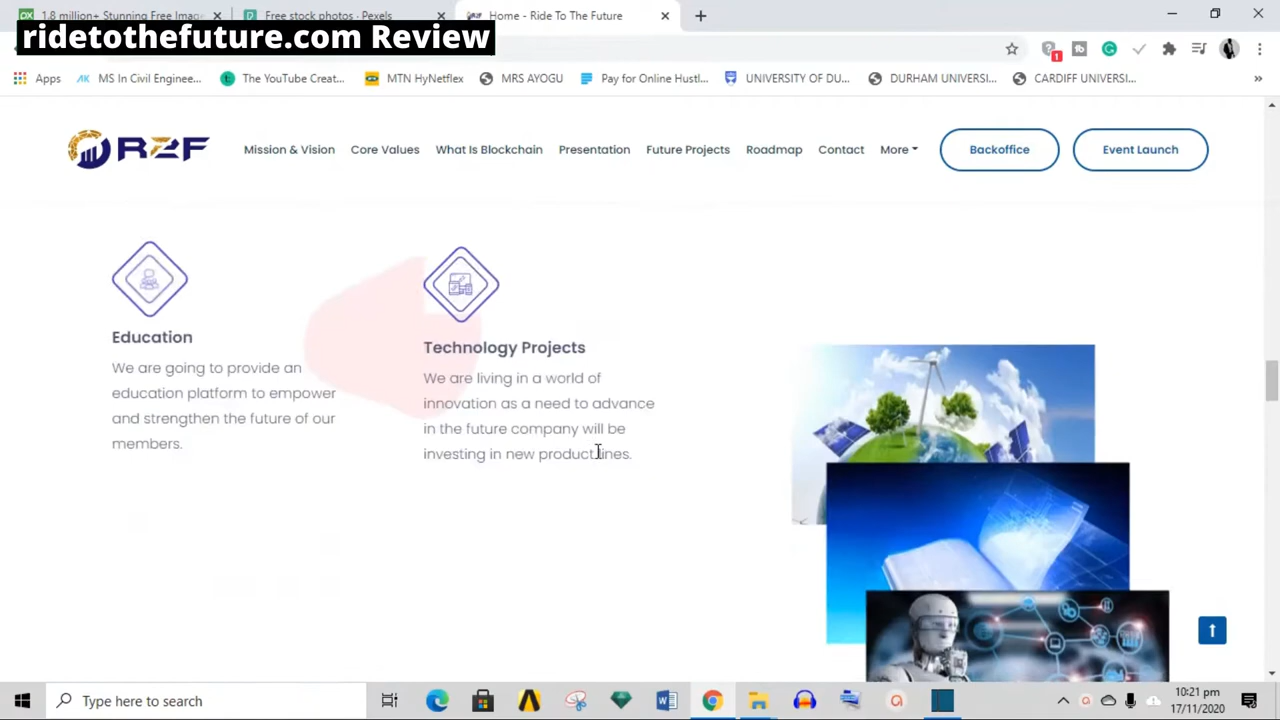 1.8 million+ Stunning Free Imag
Free stock photos - Pexels
Home - Ride To The Future
ridetothefuture.com Review
Apps
MS In Civil Enginee...
The YouTube Creat...
MTN HyNetflex
MRS AYOGU
Pay for Online Hustl...
UNIVERSITY OF DU...
DURHAM UNIVERSI...
CARDIFF UNIVERSI...
»
R2F
Mission & Vision
Core Values
What Is Blockchain
Presentation
Future Projects
Roadmap
Contact
More
Backoffice
Event Launch
Education
We are going to provide an
education platform to empower
and strengthen the future of our
members.
Technology Projects
We are living in a world of
innovation as a need to advance
in the future company will be
investing in new product lines.
Type here to search
10:21 pm
17/11/2020